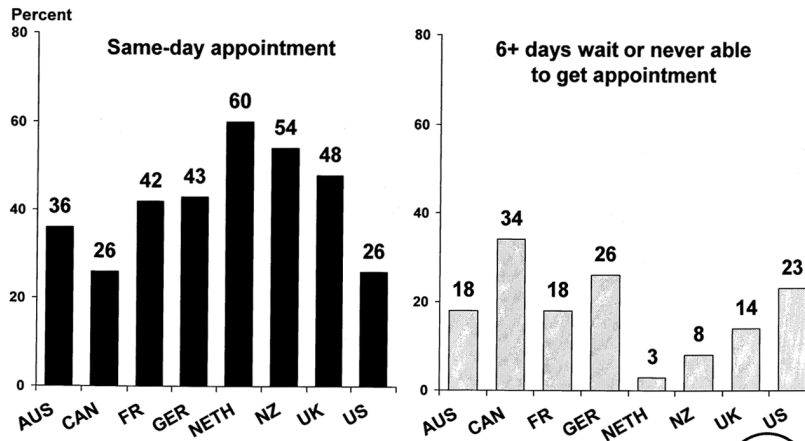 Percent
80
60
40
20
0
Same-day appointment
36
26
42
43
60
54
48
26
AUS
CAN
FR
GER
NETH
NZ
UK
US
80
60
40
20
0
6+ days wait or never able
to get appointment
18
34
18
26
3
8
14
23
AUS
CAN
FR
GER
NETH
NZ
UK
US